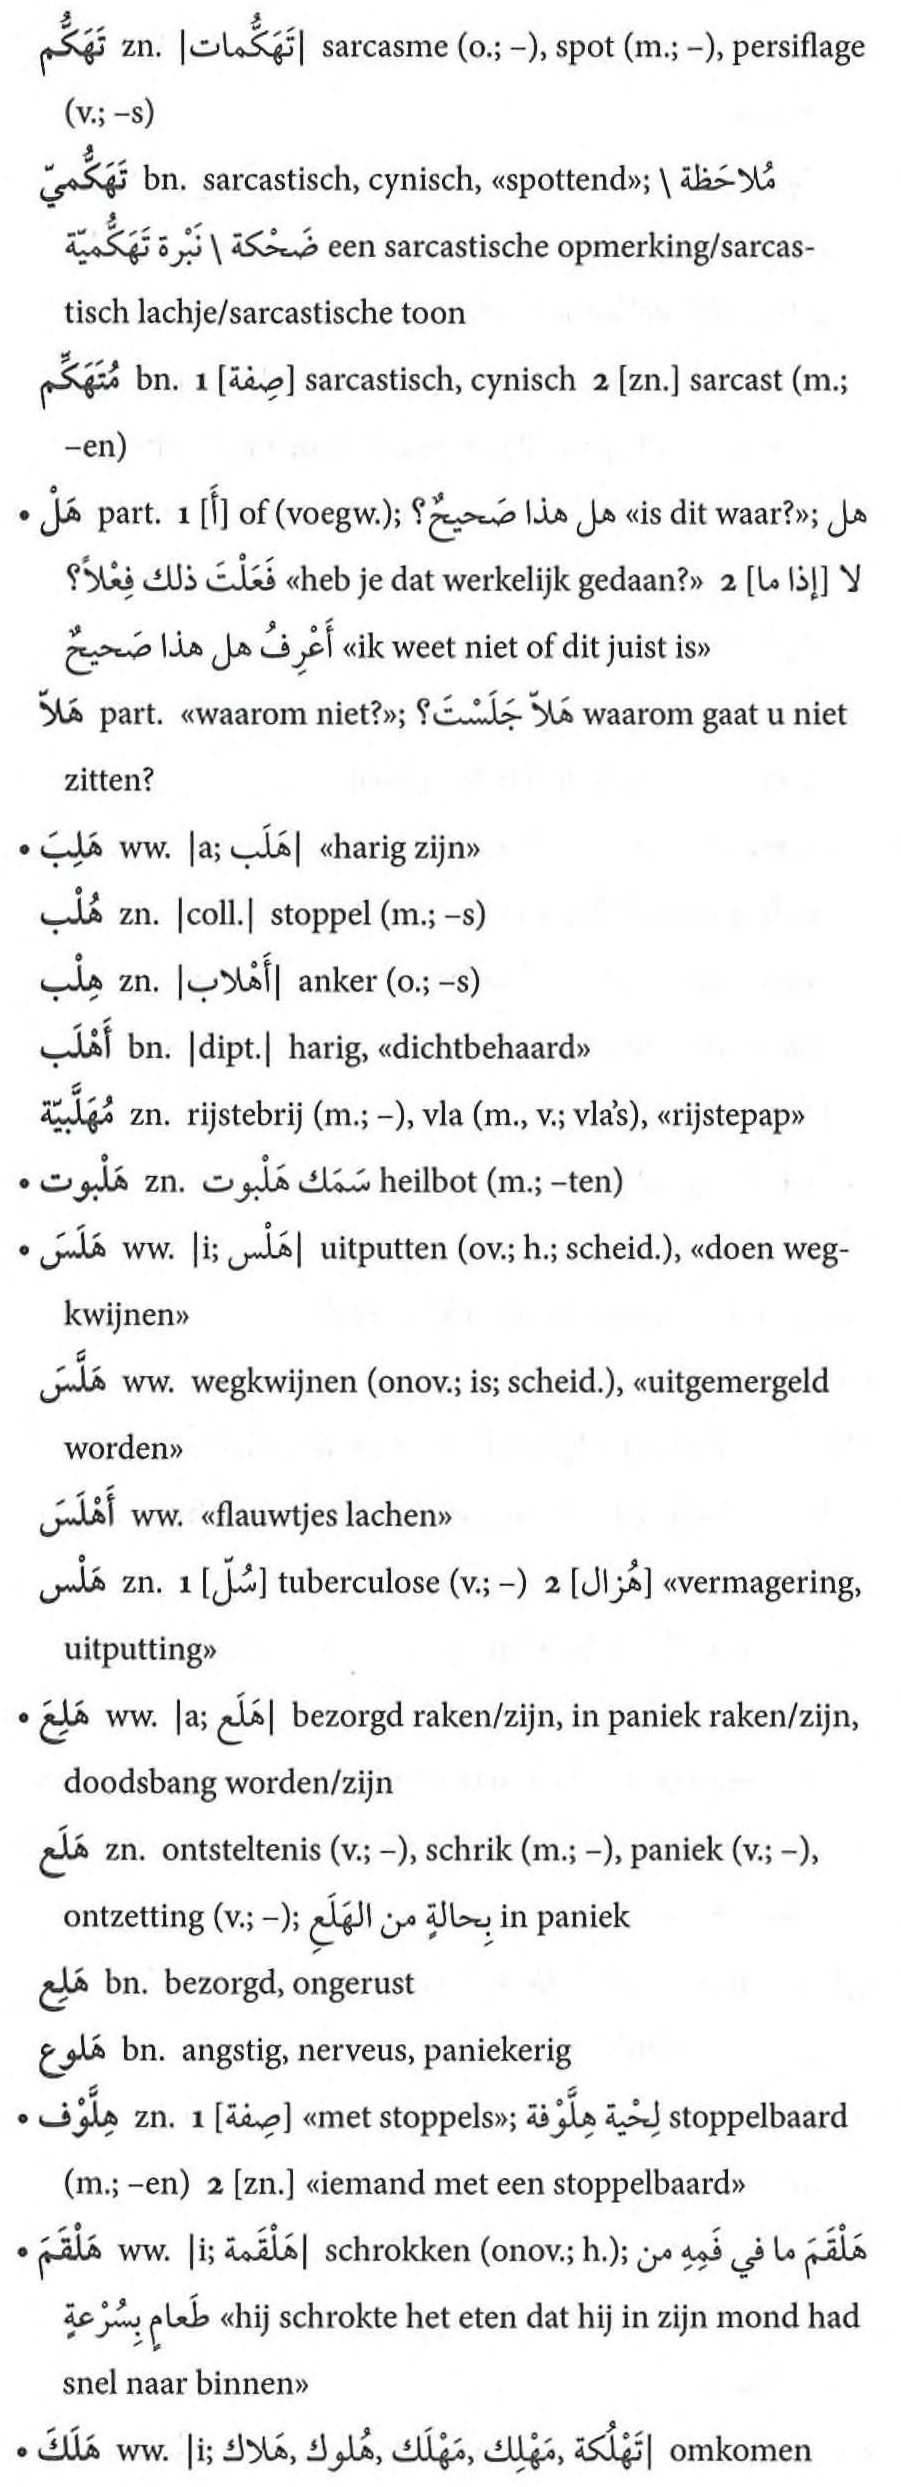 تَهَكُّم zn. |تَهَكُّمات| sarcasme (o.; –), spot (m.; –), persiflage
(v.; –s)
تَهَكُّميّ bn. sarcastisch, cynisch, «spottend»; مُلاحَظة \
ضَحْكة \ نَبْرة تَهَكُّميّة een sarcastische opmerking/sarcas-
tisch lachje/sarcastische toon
مُتَهَكِّم bn. 1 [صِفة] sarcastisch, cynisch 2 [zn.] sarcast (m.;
–en)
• هَلْ part. 1 [أَ] of (voegw.); هل هذا صَحيحٌ؟ «is dit waar?»; هل
فَعَلْتَ ذلك فِعْلاً؟ «heb je dat werkelijk gedaan?» 2 [إذا ما] لا
أَعْرِفُ هل هذا صَحيحٌ «ik weet niet of dit juist is»
هَلاّ part. «waarom niet?»; هَلاّ جَلَسْتَ؟ waarom gaat u niet
zitten?
• هَلِبَ ww. |a; هَلَب| «harig zijn»
هُلْب zn. |coll.| stoppel (m.; –s)
هِلْب zn. |أَهْلاب| anker (o.; –s)
أَهْلَب bn. |dipt.| harig, «dichtbehaard»
مُهَلَّبيّة zn. rijstebrij (m.; –), vla (m., v.; vla's), «rijstepap»
• هَلْبوت zn. سَمَك هَلْبوت heilbot (m.; –ten)
• هَلَسَ ww. |i; هَلْس| uitputten (ov.; h.; scheid.), «doen weg-
kwijnen»
هَلَّسَ ww. wegkwijnen (onov.; is; scheid.), «uitgemergeld
worden»
أَهْلَسَ ww. «flauwtjes lachen»
هَلْس zn. 1 [سُلّ] tuberculose (v.; –) 2 [هُزال] «vermagering,
uitputting»
• هَلِعَ ww. |a; هَلَع| bezorgd raken/zijn, in paniek raken/zijn,
doodsbang worden/zijn
هَلَع zn. ontsteltenis (v.; –), schrik (m.; –), paniek (v.; –),
ontzetting (v.; –); بِحالةٍ من الهَلَعِ in paniek
هَلِع bn. bezorgd, ongerust
هَلوع bn. angstig, nerveus, paniekerig
• هِلَّوْف zn. 1 [صِفة] «met stoppels»; لِحْية هِلَّوْفة stoppelbaard
(m.; –en) 2 [zn.] «iemand met een stoppelbaard»
• هَلْقَمَ ww. |i; هَلْقَمة| schrokken (onov.; h.); هَلْقَمَ ما في فَمِهِ من
طَعامٍ بِسُرْعةٍ «hij schrokte het eten dat hij in zijn mond had
snel naar binnen»
• هَلَكَ ww. |i; هَلاك, هُلوك, مَهْلَك, مَهْلِك, تَهْلُكة| omkomen